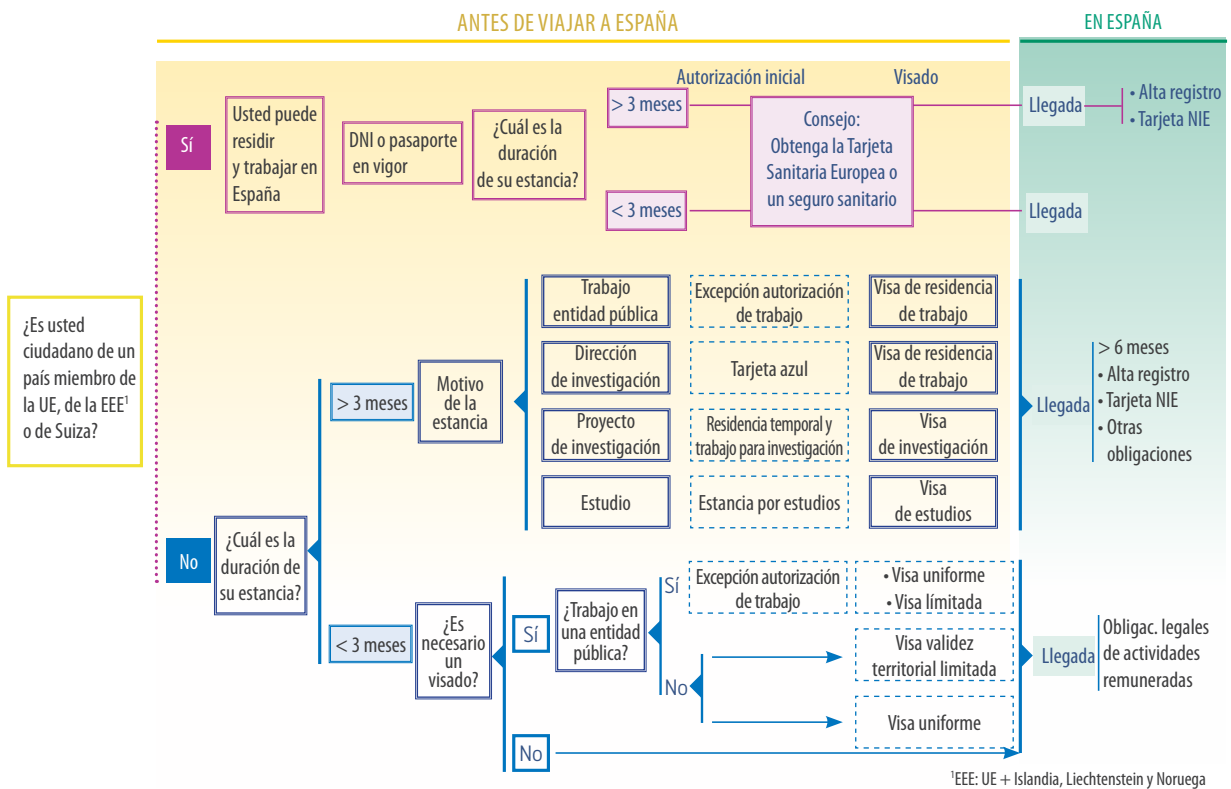 ANTES DE VIAJAR A ESPAÑA
EN ESPAÑA
¿Es usted
ciudadano de un
país miembro de
la UE, de la EEE¹
o de Suiza?
Sí
Usted puede
residir
y trabajar en
España
DNI o pasaporte
en vigor
¿Cuál es la
duración
de su estancia?
Autorización inicial
Visado
> 3 meses
< 3 meses
Consejo:
Obtenga la Tarjeta
Sanitaria Europea o
un seguro sanitario
Llegada
• Alta registro
• Tarjeta NIE
Llegada
No
¿Cuál es la
duración de
su estancia?
> 3 meses
Motivo
de la
estancia
Trabajo
entidad pública
Excepción autorización
de trabajo
Visa de residencia
de trabajo
Dirección
de investigación
Tarjeta azul
Visa de residencia
de trabajo
Proyecto
de investigación
Residencia temporal y
trabajo para investigación
Visa
de investigación
Estudio
Estancia por estudios
Visa
de estudios
Llegada
> 6 meses
• Alta registro
• Tarjeta NIE
• Otras
obligaciones
< 3 meses
¿Es
necesario
un
visado?
Sí
¿Trabajo en
una entidad
pública?
Sí
Excepción autorización
de trabajo
• Visa uniforme
• Visa límitada
No
Visa validez
territorial limitada
Visa uniforme
No
Llegada
Obligac. legales
de actividades
remuneradas
¹EEE: UE + Islandia, Liechtenstein y Noruega